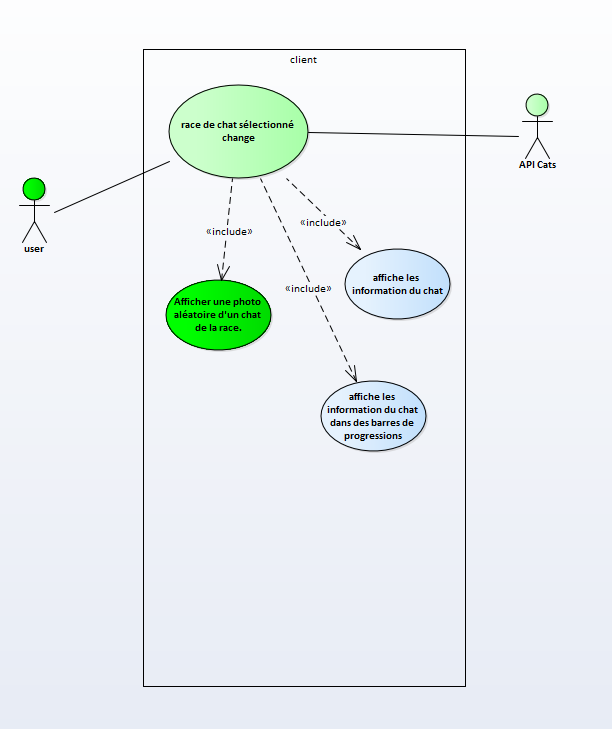 client
race de chat sélectionné
change
API Cats
user
«include»
«include»
«include»
affiche les
information du chat
Afficher une photo
aléatoire d'un chat
de la race.
affiche les
information du chat
dans des barres de
progressions